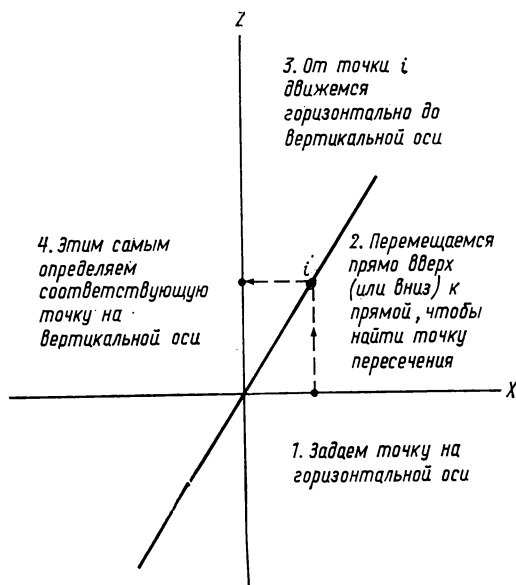 Z
3. От точки i
движемся
горизонтально до
вертикальной оси
4. Этим самым
определяем
соответствующую
точку на
вертикальной оси
i
2. Перемещаемся
прямо вверх
(или вниз) к
прямой, чтобы
найти точку
пересечения
X
1. Задаем точку на
горизонтальной оси